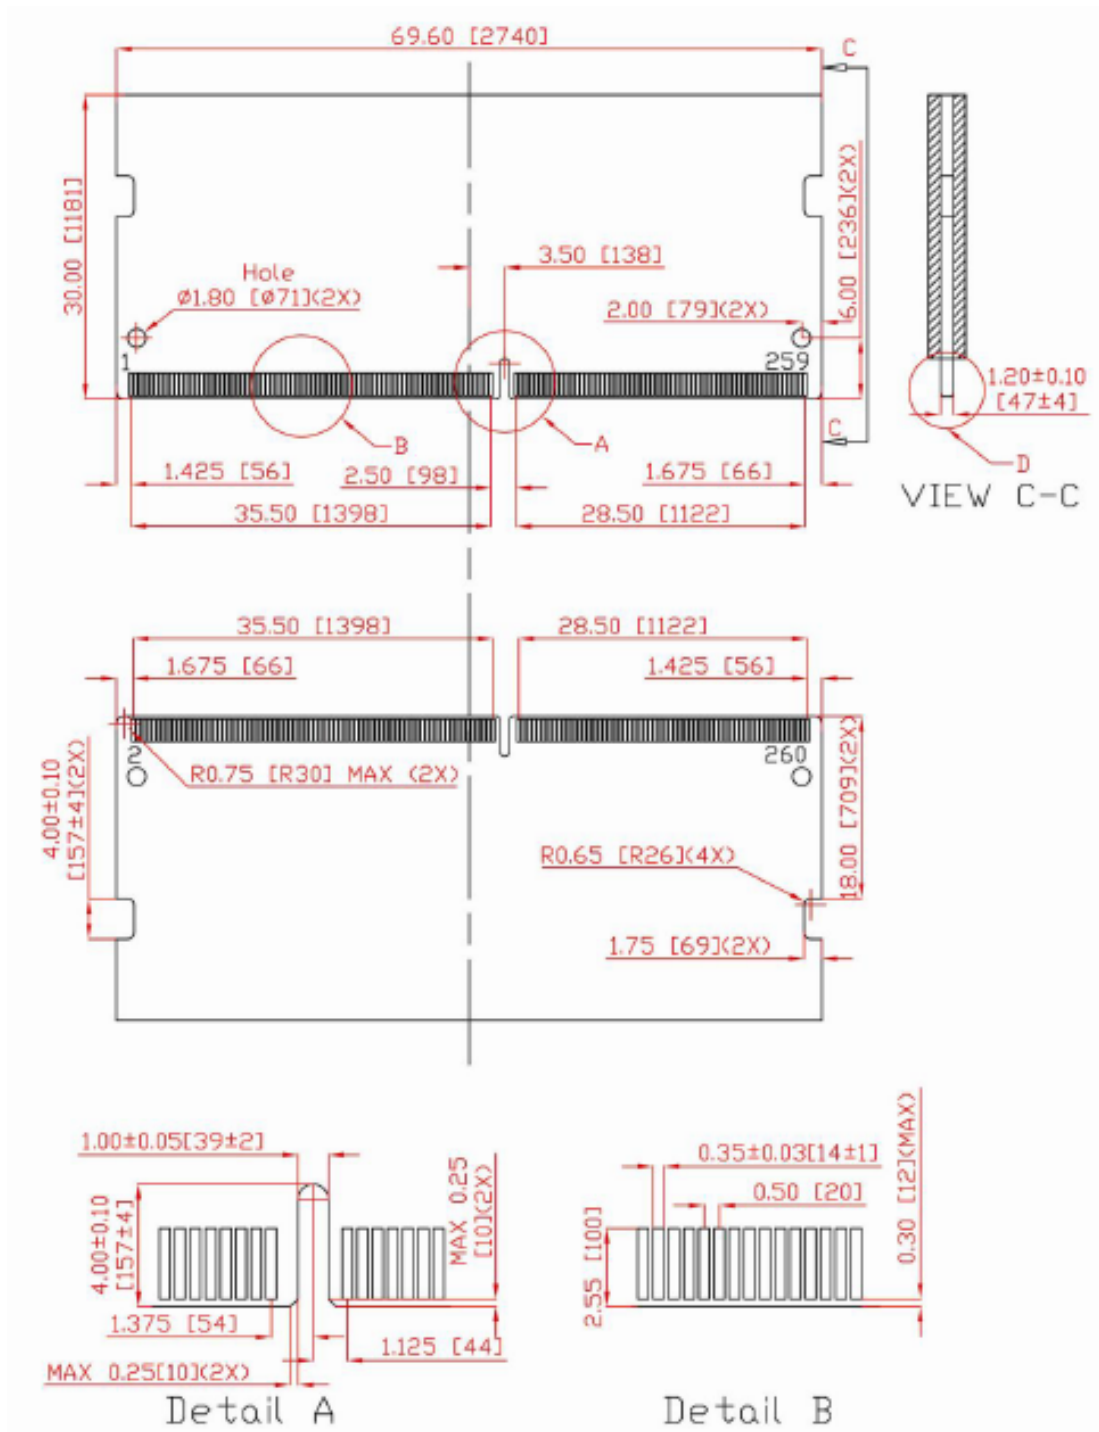 69.60 [2740]
C
30.00 [1181]
6.00 [236](2X)
3.50 [138]
Hole
Ø1.80 [Ø71](2X)
2.00 [79](2X)
1
259
1.20±0.10
[47±4]
C
B
A
D
1.425 [56]
2.50 [98]
1.675 [66]
VIEW C-C
35.50 [1398]
28.50 [1122]
35.50 [1398]
28.50 [1122]
1.675 [66]
1.425 [56]
2
260
R0.75 [R30] MAX (2X)
4.00±0.10
[157±4](2X)
18.00 [709](2X)
R0.65 [R26](4X)
1.75 [69](2X)
1.00±0.05[39±2]
MAX 0.25
[10](2X)
4.00±0.10
[157±4]
1.375 [54]
1.125 [44]
MAX 0.25[10](2X)
Detail A
0.35±0.03[14±1]
0.50 [20]
0.30 [12](MAX)
2.55 [100]
Detail B